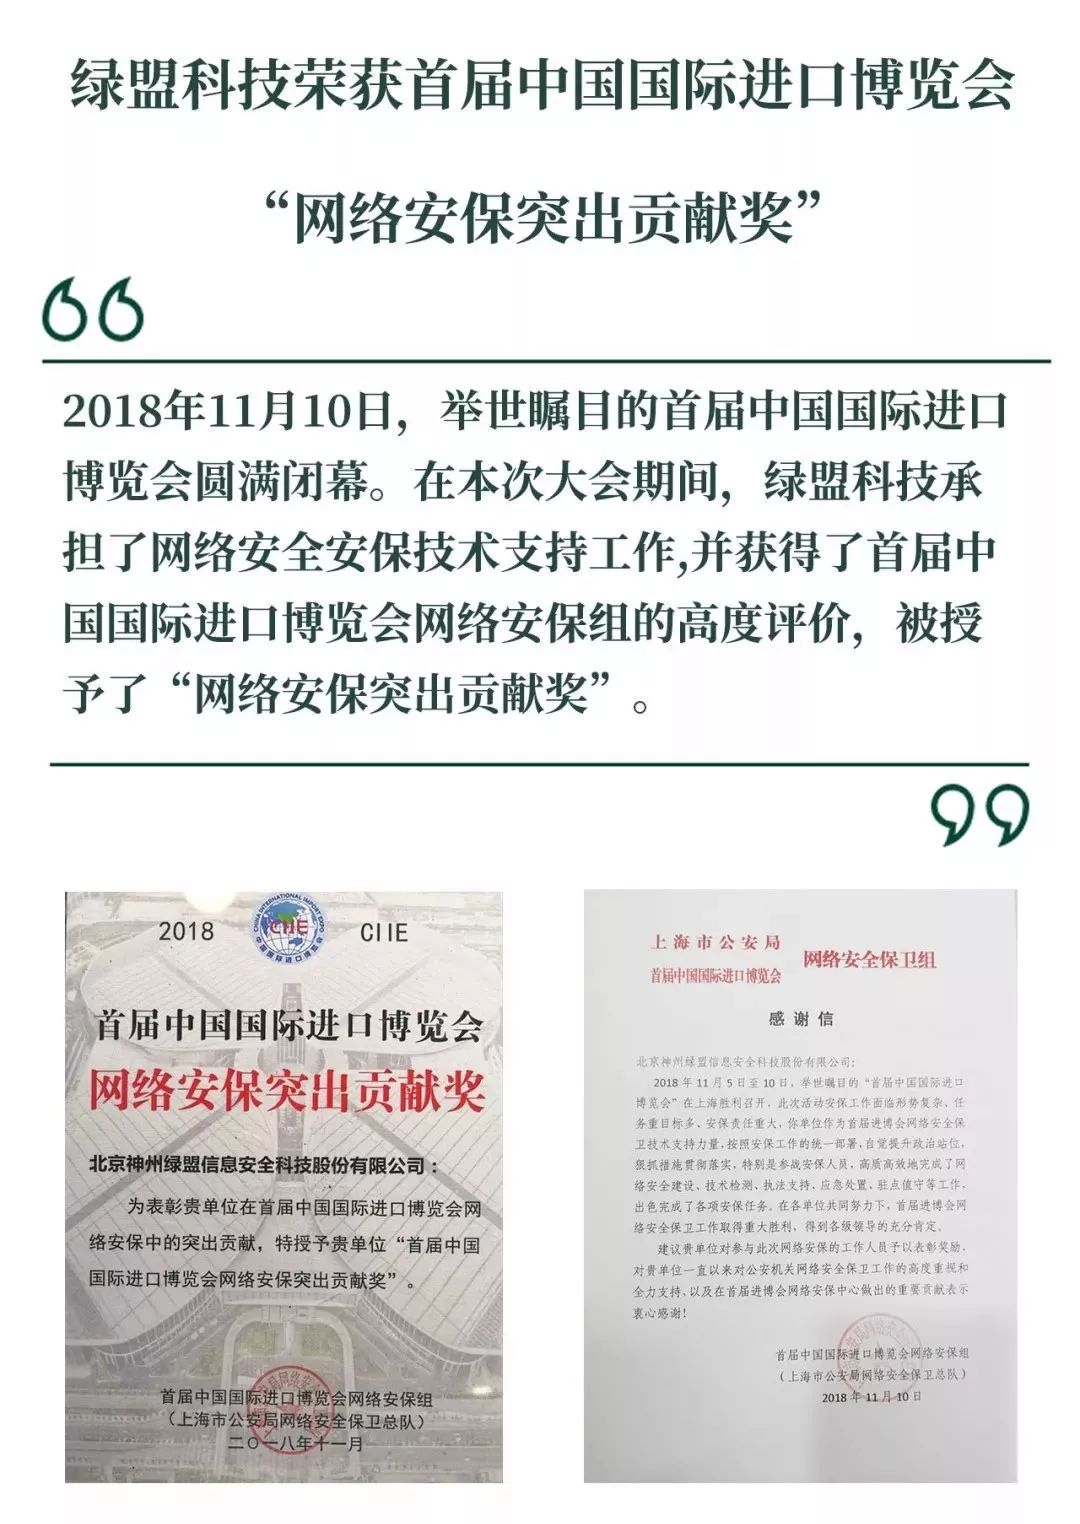 绿盟科技荣获首届中国国际进口博览会
“网络安保突出贡献奖”
2018年11月10日，举世瞩目的首届中国国际进口
博览会圆满闭幕。在本次大会期间，绿盟科技承
担了网络安全安保技术支持工作,并获得了首届中
国国际进口博览会网络安保组的高度评价，被授
予了“网络安保突出贡献奖”。
2018
CHINA INTERNATIONAL IMPORT EXPO
CIIE
中国国际进口博览会
CIIE
首届中国国际进口博览会
网络安保突出贡献奖
北京神州绿盟信息安全科技股份有限公司：
为表彰贵单位在首届中国国际进口博览会网
络安保中的突出贡献，特授予贵单位“首届中国
国际进口博览会网络安保突出贡献奖”。
首届中国国际进口博览会网络安保组
（上海市公安局网络安全保卫总队）
二〇一八年十一月
上海市公安局
首届中国国际进口博览会
网络安全保卫组
感谢信
北京神州绿盟信息安全科技股份有限公司：
2018 年 11 月 5 日至 10 日，举世瞩目的“首届中国国际进口
博览会”在上海胜利召开，此次活动安保工作面临形势复杂、任
务重目标多、安保责任重大，你单位作为首届进博会网络安全保
卫技术支持力量，按照安保工作的统一部署，自觉提升政治站位，
狠抓措施贯彻落实，特别是参战安保人员，高质高效地完成了网
络安全建设、技术检测、执法支持、应急处置、驻点值守等工作，
出色完成了各项安保任务。在各单位共同努力下，首届进博会网
络安全保卫工作取得重大胜利，得到各级领导的充分肯定。
建议贵单位对参与此次网络安保的工作人员予以表彰奖励。
对贵单位一直以来对公安机关网络安全保卫工作的高度重视和
全力支持，以及在首届进博会网络安保中心做出的重要贡献表示
衷心感谢!
首届中国国际进口博览会网络安保组
（上海市公安局网络安全保卫总队）
2018 年 11 月 10 日